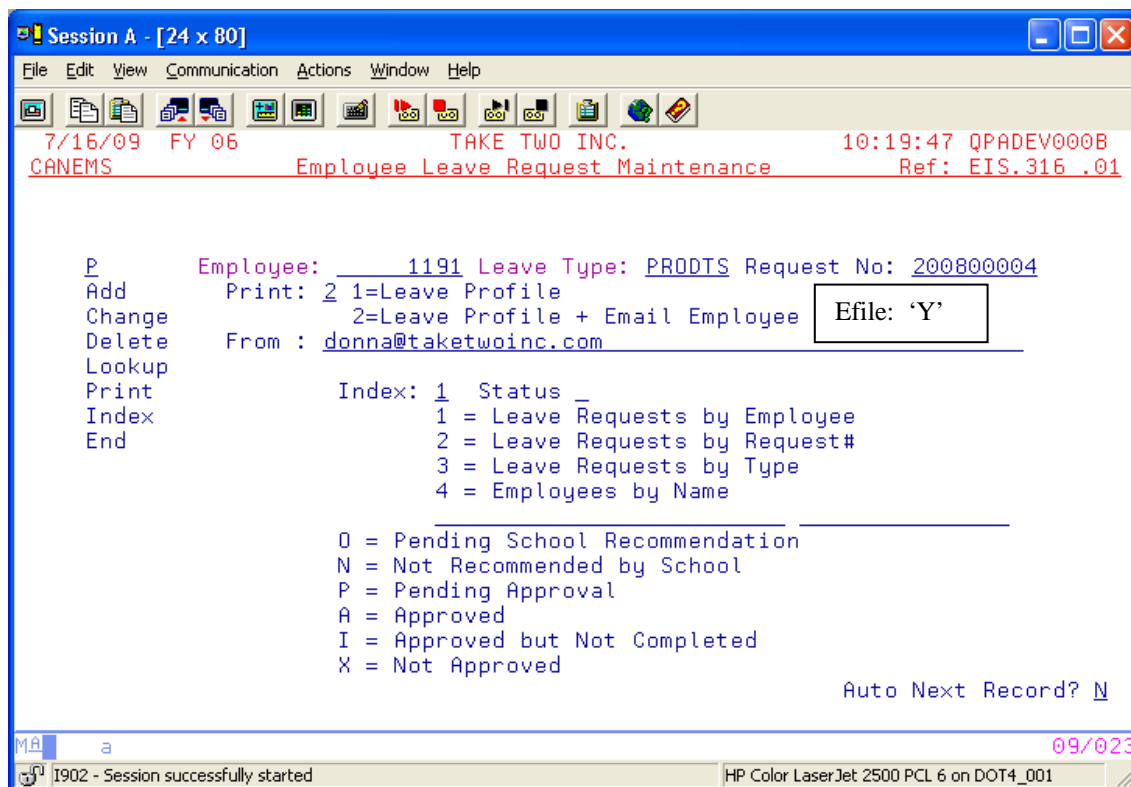 Session A - [24 x 80]
File Edit View Communication Actions Window Help
7/16/09 FY 06 TAKE TWO INC. 10:19:47 QPADEV000B
CANEMS Employee Leave Request Maintenance Ref: EIS.316 .01
P Employee: 1191 Leave Type: PRODTS Request No: 200800004
Add Print: 2 1=Leave Profile
Change 2=Leave Profile + Email Employee Efile: ‘Y’
Delete From : donna@taketwoinc.com
Lookup
Print Index: 1 Status _
Index 1 = Leave Requests by Employee
End 2 = Leave Requests by Request#
3 = Leave Requests by Type
4 = Employees by Name
O = Pending School Recommendation
N = Not Recommended by School
P = Pending Approval
A = Approved
I = Approved but Not Completed
X = Not Approved
Auto Next Record? N
MA a 09/023
I902 - Session successfully started HP Color LaserJet 2500 PCL 6 on DOT4_001